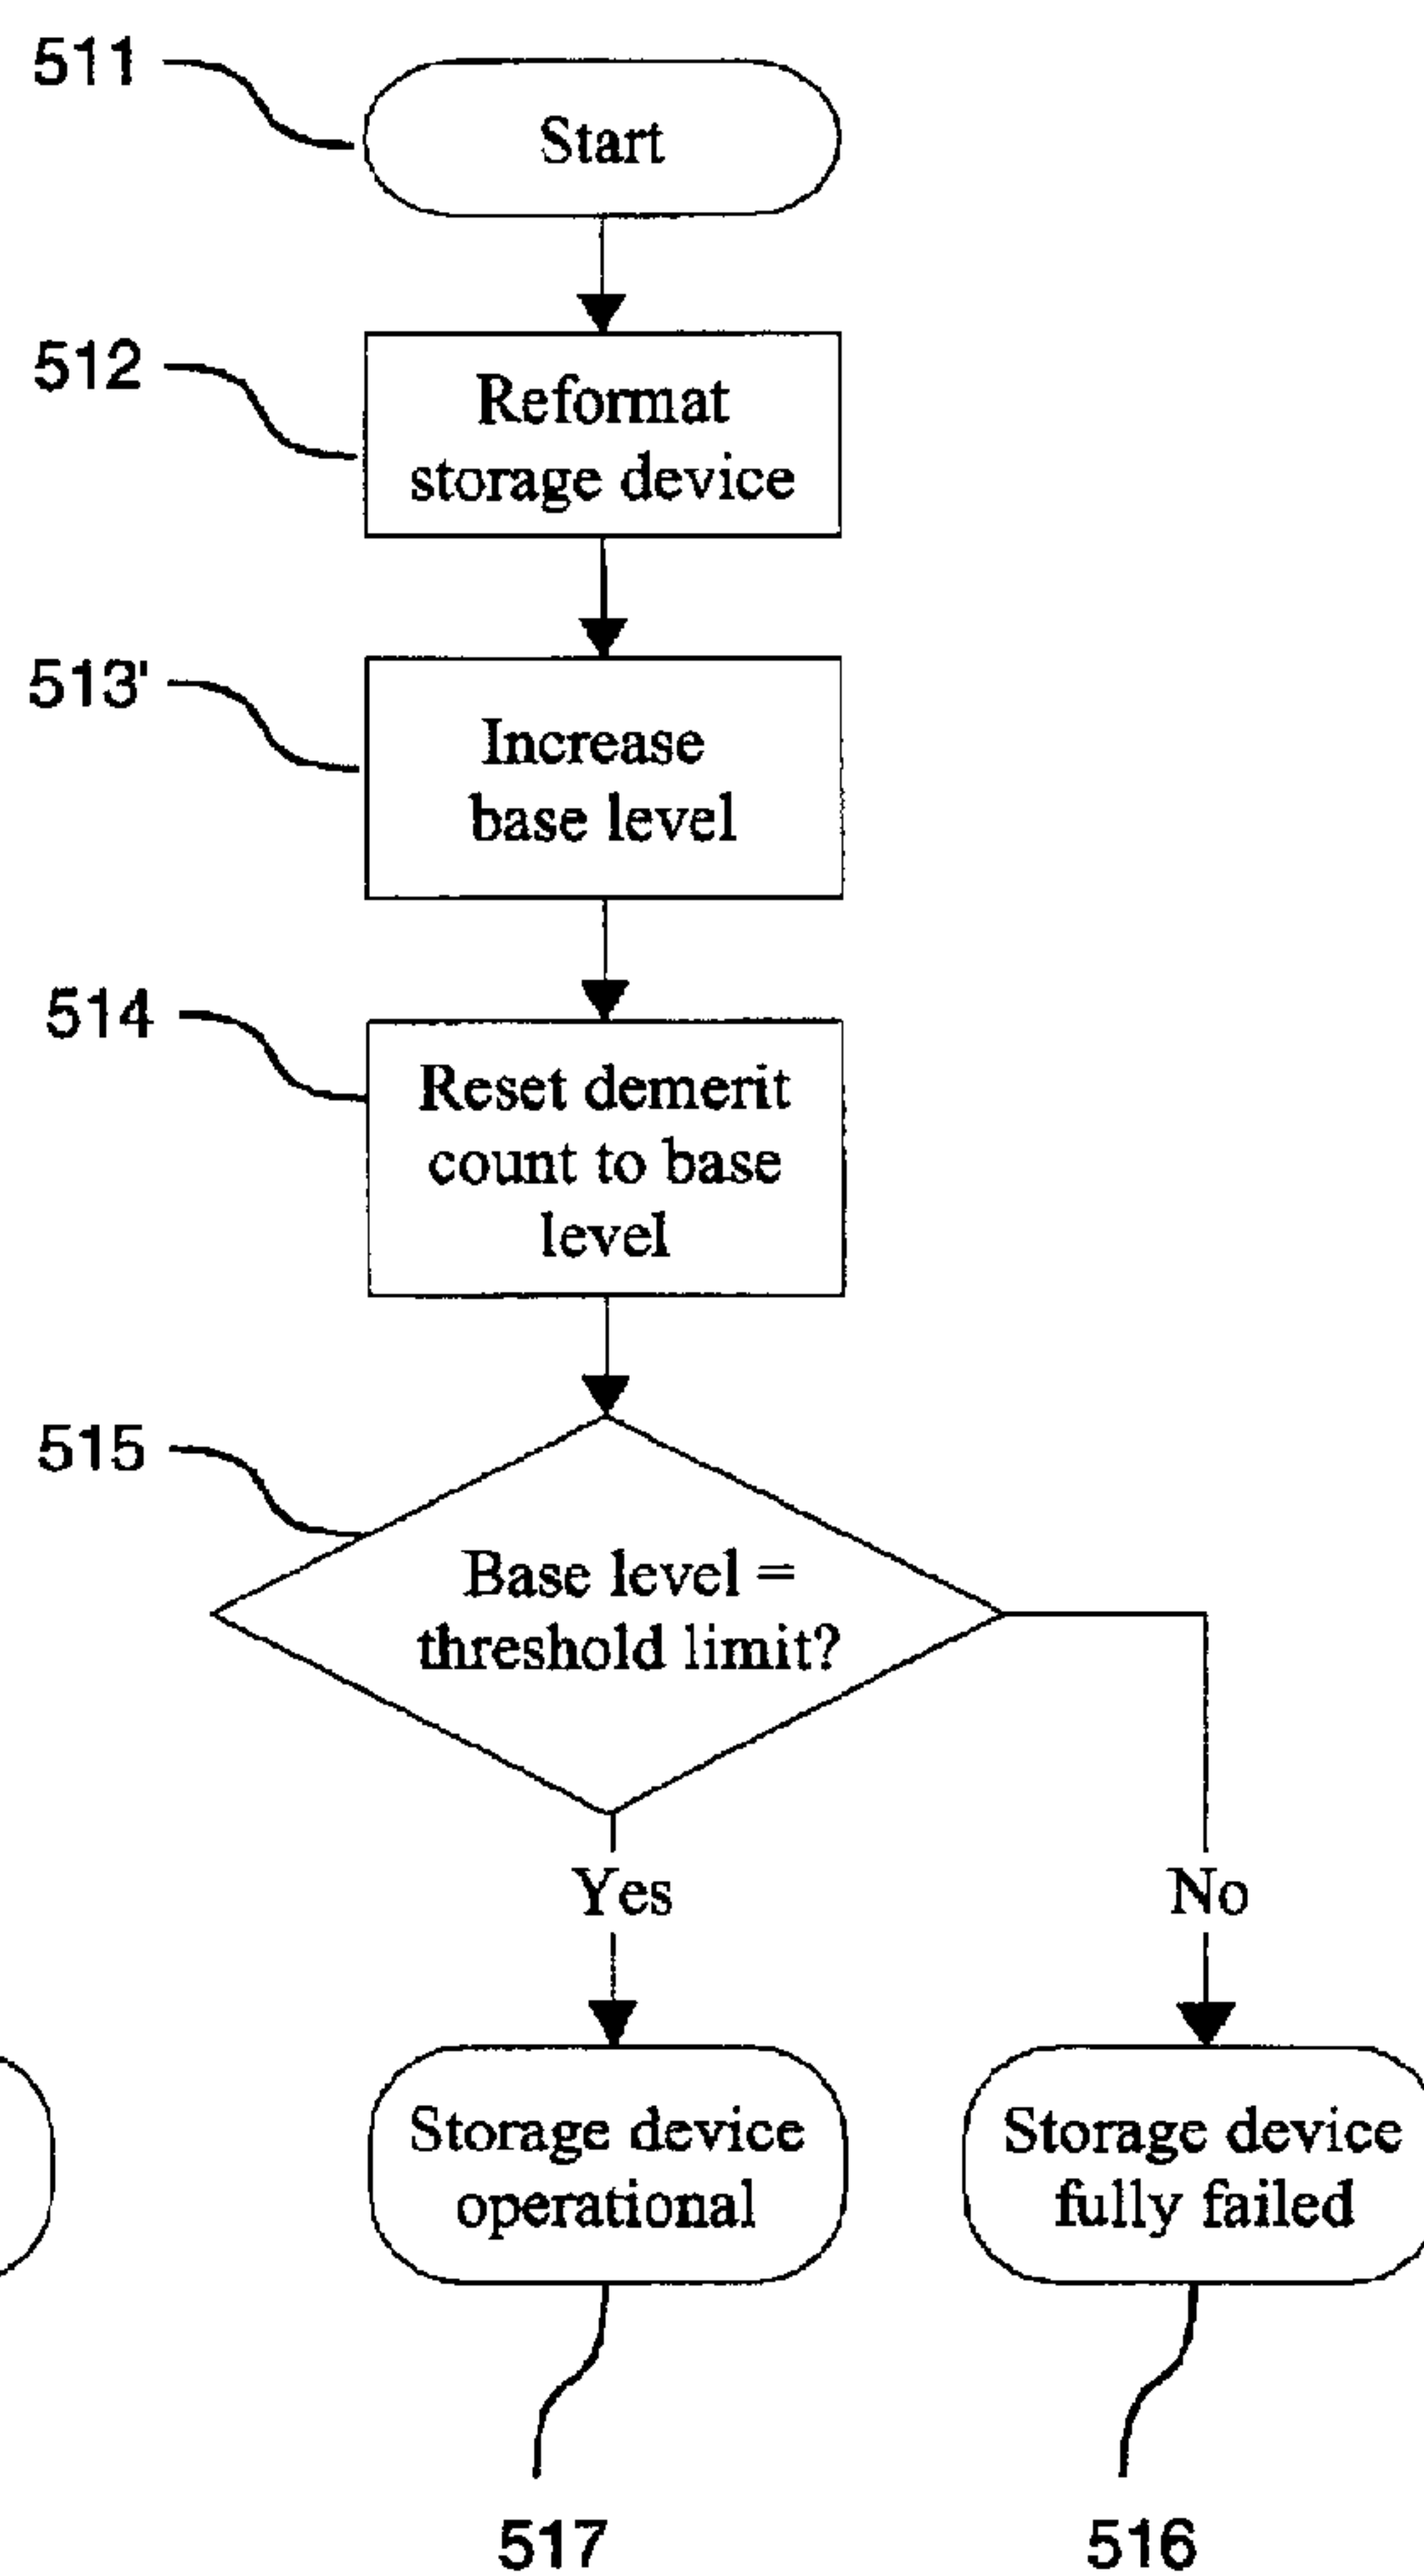 511
Start
512
Reformat
storage device
513'
Increase
base level
514
Reset demerit
count to base
level
515
Base level =
threshold limit?
Yes
No
Storage device
operational
Storage device
fully failed
517
516